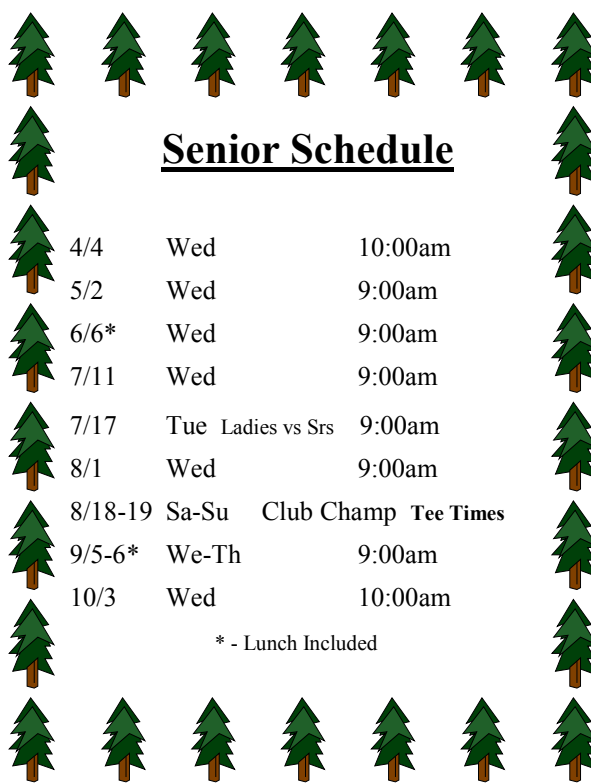 Senior Schedule
4/4 Wed 10:00am
5/2 Wed 9:00am
6/6* Wed 9:00am
7/11 Wed 9:00am
7/17 Tue Ladies vs Srs 9:00am
8/1 Wed 9:00am
8/18-19 Sa-Su Club Champ Tee Times
9/5-6* We-Th 9:00am
10/3 Wed 10:00am
* - Lunch Included